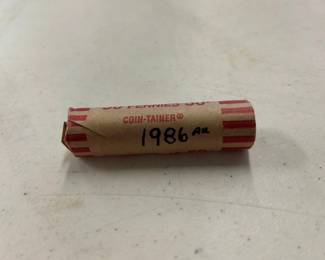 50 PENNIES 50
COIN-TAINER®
1986 AU